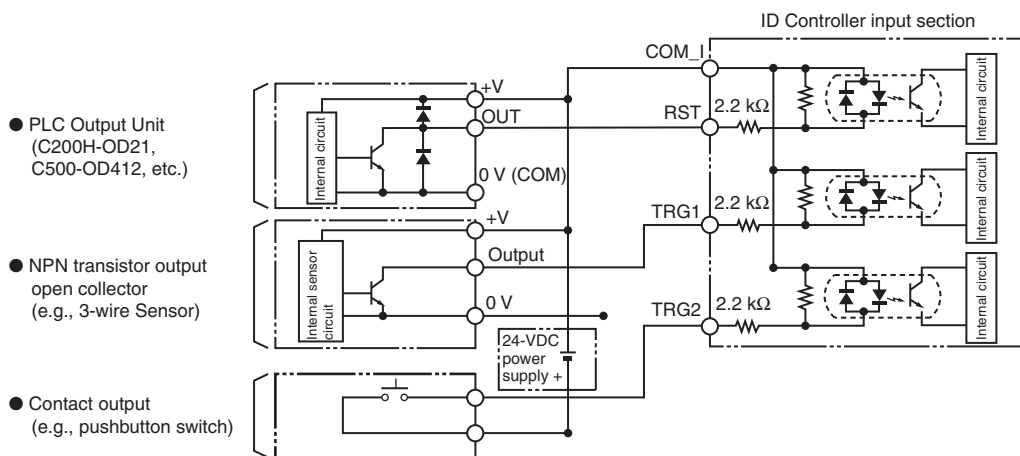 ID Controller input section
COM_I
+V
OUT
0 V (COM)
Internal circuit
● PLC Output Unit
(C200H-OD21,
C500-OD412, etc.)
RST
2.2 kΩ
Internal circuit
+V
Output
0 V
Internal sensor
circuit
● NPN transistor output
open collector
(e.g., 3-wire Sensor)
TRG1
2.2 kΩ
Internal circuit
TRG2
2.2 kΩ
Internal circuit
24-VDC
power
supply +
● Contact output
(e.g., pushbutton switch)